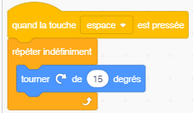 quand la touche espace est pressée
répéter indéfiniment
tourner de 15 degrés